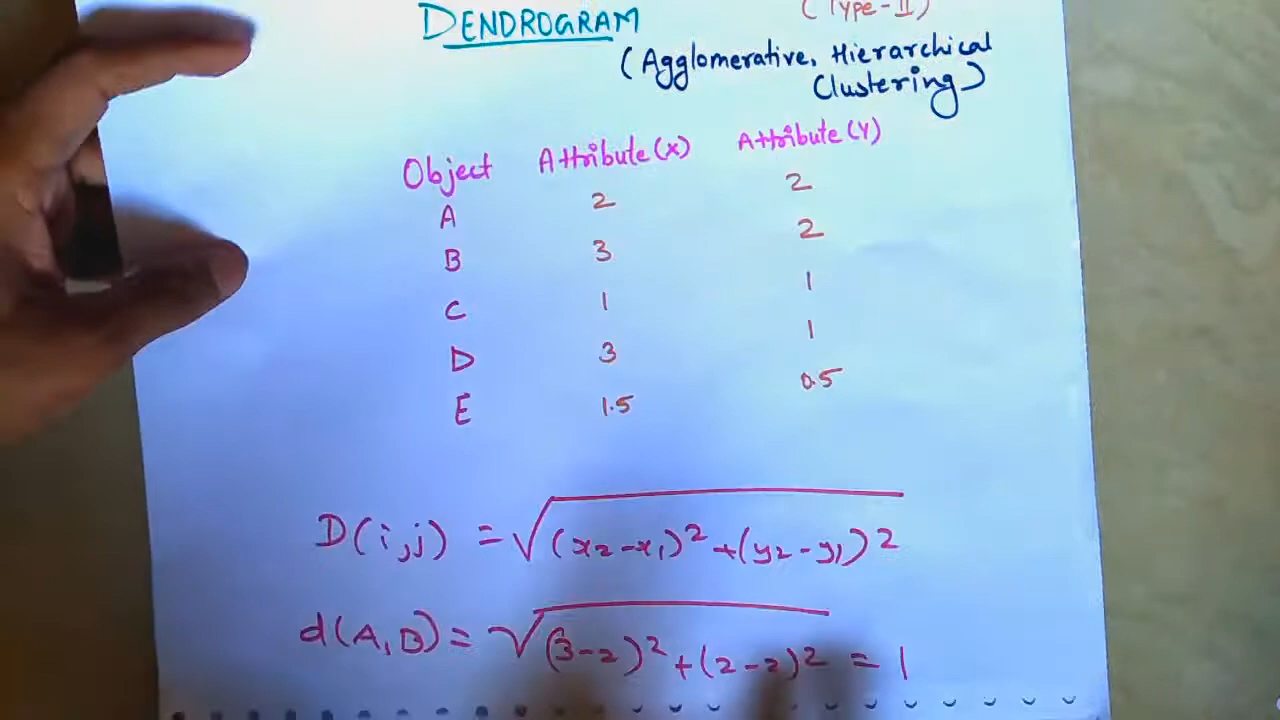 DENDROGRAM (Type-II)
(Agglomerative, Hierarchical
Clustering)
Object Attribute(X) Attribute(Y)
A 2 2
B 3 2
C 1 1
D 3 1
E 1.5 0.5
D(i,j) = √(x₂-x₁)²+(y₂-y₁)²
d(A,B) = √(3-2)²+(2-2)² = 1